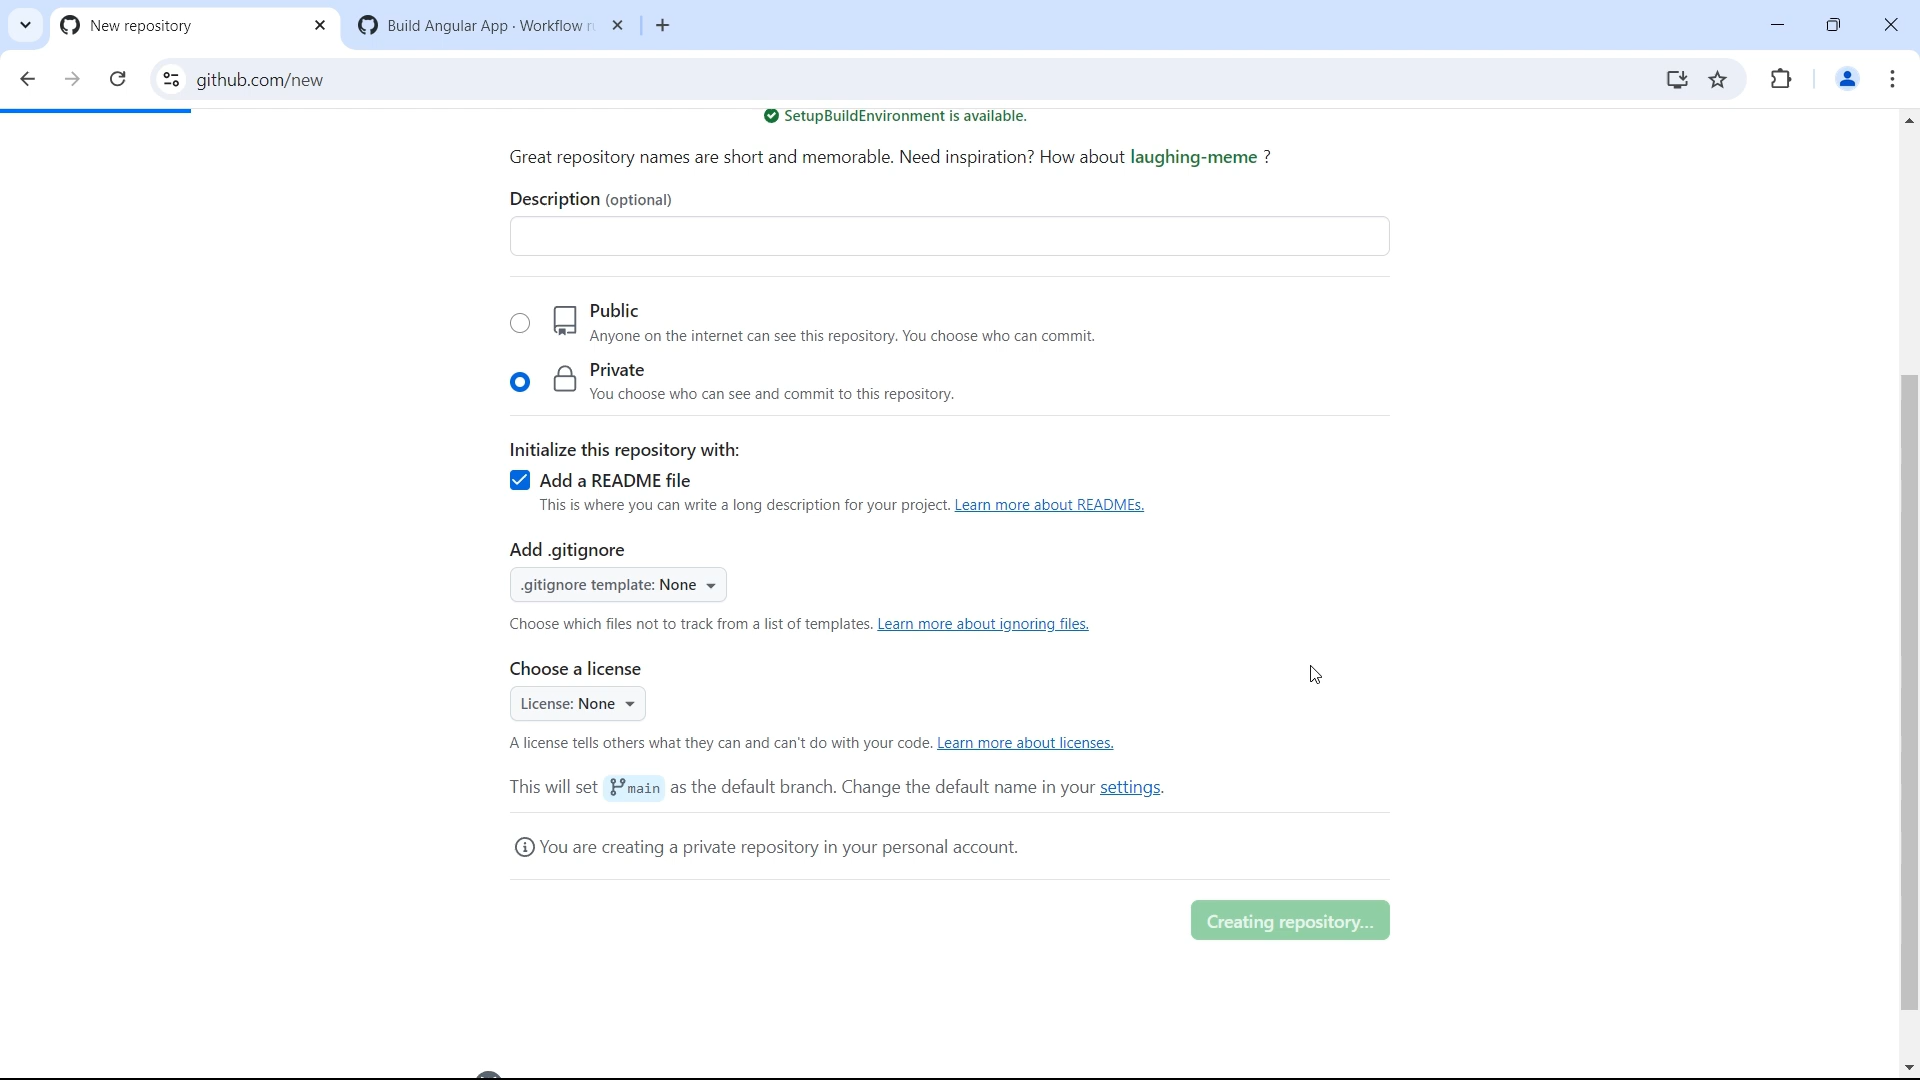 New repository
Build Angular App · Workflow ru
github.com/new
SetupBuildEnvironment is available.
Great repository names are short and memorable. Need inspiration? How about laughing-meme ?
Description (optional)
Public
Anyone on the internet can see this repository. You choose who can commit.
Private
You choose who can see and commit to this repository.
Initialize this repository with:
Add a README file
This is where you can write a long description for your project. Learn more about READMEs.
Add .gitignore
.gitignore template: None
Choose which files not to track from a list of templates. Learn more about ignoring files.
Choose a license
License: None
A license tells others what they can and can't do with your code. Learn more about licenses.
This will set main as the default branch. Change the default name in your settings.
You are creating a private repository in your personal account.
Creating repository...